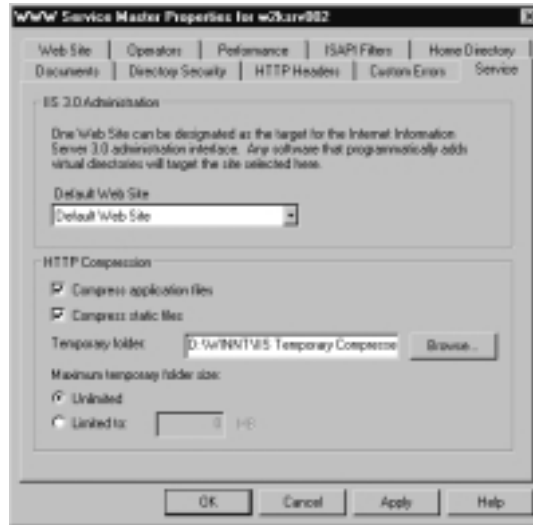 WWW Service Master Properties for w2ksrv002
Web Site Operators Performance ISAPI Filters Home Directory
Documents Directory Security HTTP Headers Custom Errors Service
IIS 3.0 Administration
One Web Site can be designated as the target for the Internet Information
Server 3.0 administration interface. Any software that programmatically adds
virtual directories will target the site selected here.
Default Web Site
Default Web Site
HTTP Compression
Compress application files
Compress static files
Temporary folder: D:\WINNT\IIS Temporary Compresse Browse...
Maximum temporary folder size:
Unlimited
Limited to: 0 MB
OK Cancel Apply Help